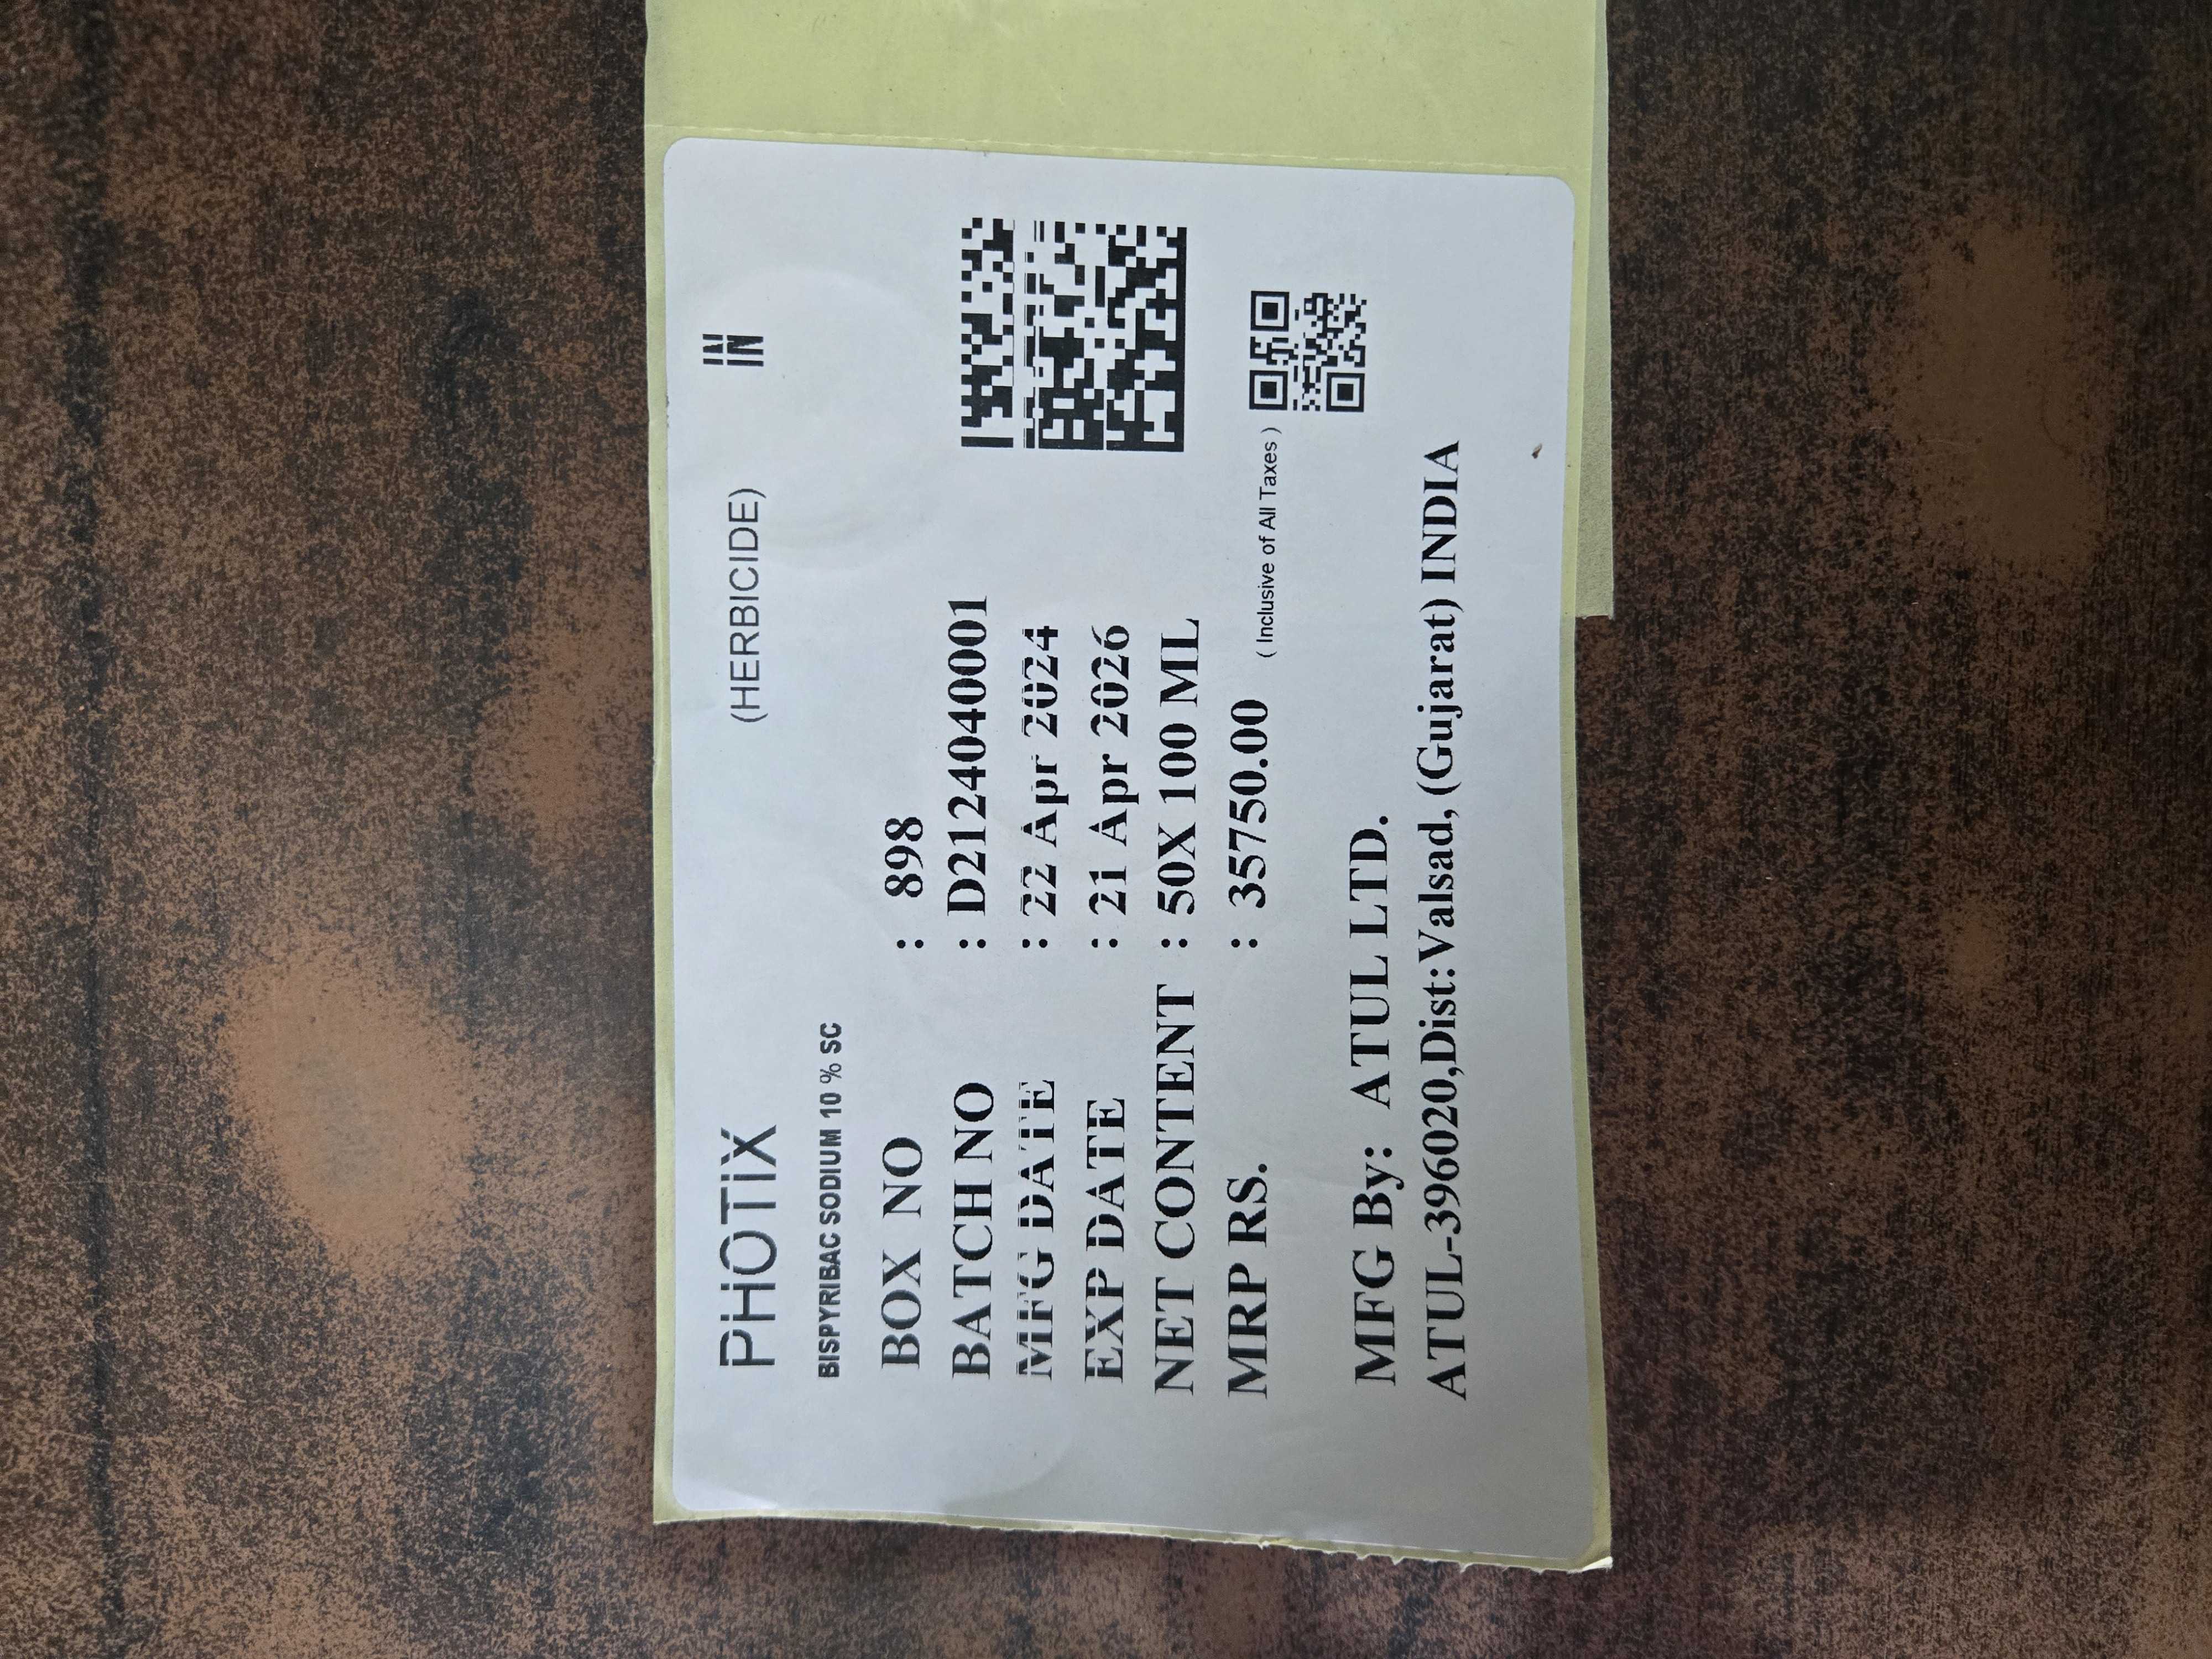 PHOTIX (HERBICIDE) IN
BISPYRIBAC SODIUM 10 % SC
BOX NO : 898
BATCH NO : D2124040001
MFG DATE : 22 Apr 2024
EXP DATE : 21 Apr 2026
NET CONTENT : 50X 100 ML
MRP RS. : 35750.00 ( Inclusive of All Taxes )
MFG By: ATUL LTD.
ATUL-396020,Dist:Valsad, (Gujarat) INDIA